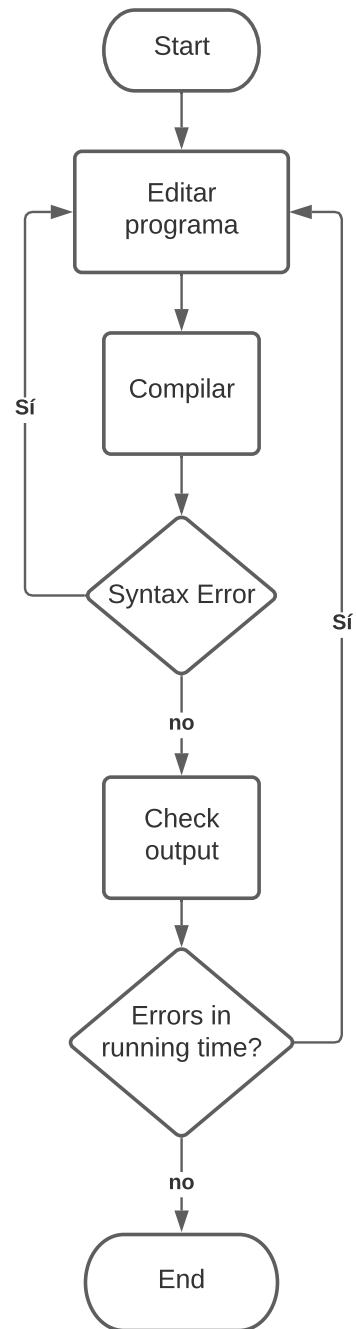 Start
Editar
programa
Compilar
Sí
Syntax Error
Sí
no
Check
output
Errors in
running time?
no
End